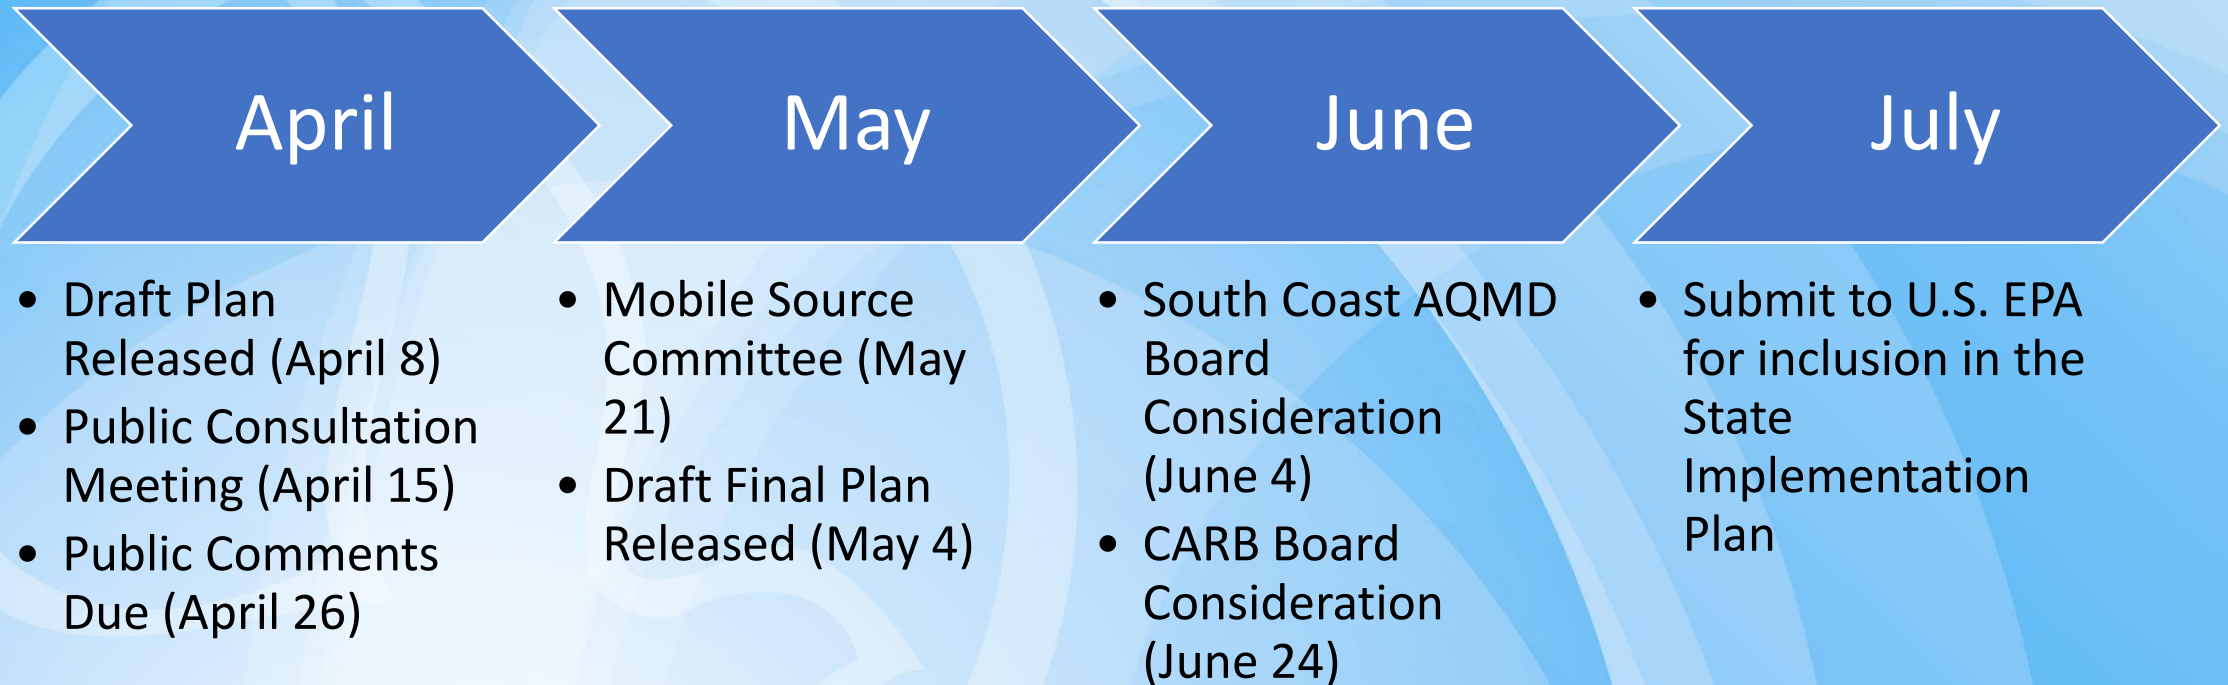 April
• Draft Plan
Released (April 8)
• Public Consultation
Meeting (April 15)
• Public Comments
Due (April 26)
May
• Mobile Source
Committee (May
21)
• Draft Final Plan
Released (May 4)
June
• South Coast AQMD
Board
Consideration
(June 4)
• CARB Board
Consideration
(June 24)
July
• Submit to U.S. EPA
for inclusion in the
State
Implementation
Plan